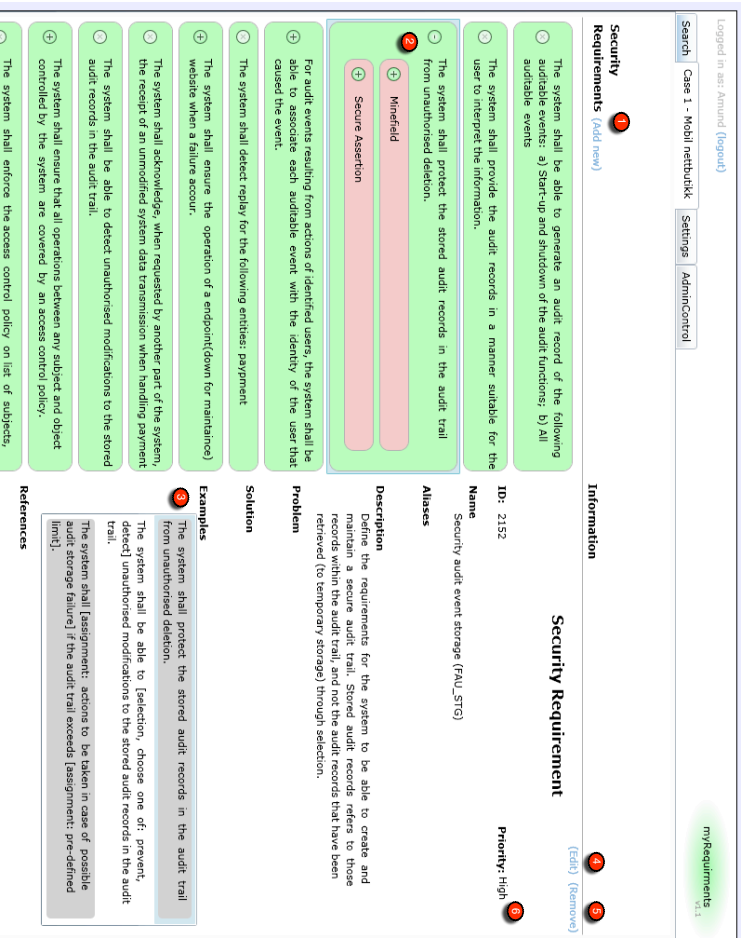 Logged in as: Amund (logout)
myRequirments
v1.1
Search
Case 1 - Mobil nettbutikk
Settings
AdminControl
Security
Requirements (Add new)
1
The system shall be able to generate an audit record of the following
auditable events: a) Start-up and shutdown of the audit functions; b) All
auditable events
The system shall provide the audit records in a manner suitable for the
user to interpret the information.
The system shall protect the stored audit records in the audit trail
from unauthorised deletion.
2
Minefield
Secure Assertion
For audit events resulting from actions of identified users, the system shall be
able to associate each auditable event with the identity of the user that
caused the event.
The system shall detect replay for the following entities: paypment
The system shall ensure the operation of a endpoint(down for maintaince)
website when a failure accour.
The system shall acknowledge, when requested by another part of the system,
the receipt of an unmodified system data transmission when handling payment
The system shall be able to detect unauthorised modifications to the stored
audit records in the audit trail.
The system shall ensure that all operations between any subject and object
controlled by the system are covered by an access control policy.
The system shall enforce the access control policy on list of subjects,
Information
4
5
(Edit) (Remove)
Security Requirement
ID: 2152
Priority: High
6
Name
Security audit event storage (FAU_STG)
Aliases
Description
Define the requirements for the system to be able to create and
maintain a secure audit trail. Stored audit records refers to those
records within the audit trail, and not the audit records that have been
retrieved (to temporary storage) through selection.
Problem
Solution
Examples
3
The system shall protect the stored audit records in the audit trail
from unauthorised deletion.
The system shall be able to [selection, choose one of: prevent,
detect] unauthorised modifications to the stored audit records in the audit
trail.
The system shall [assignment: actions to be taken in case of possible
audit storage failure] if the audit trail exceeds [assignment: pre-defined
limit].
References